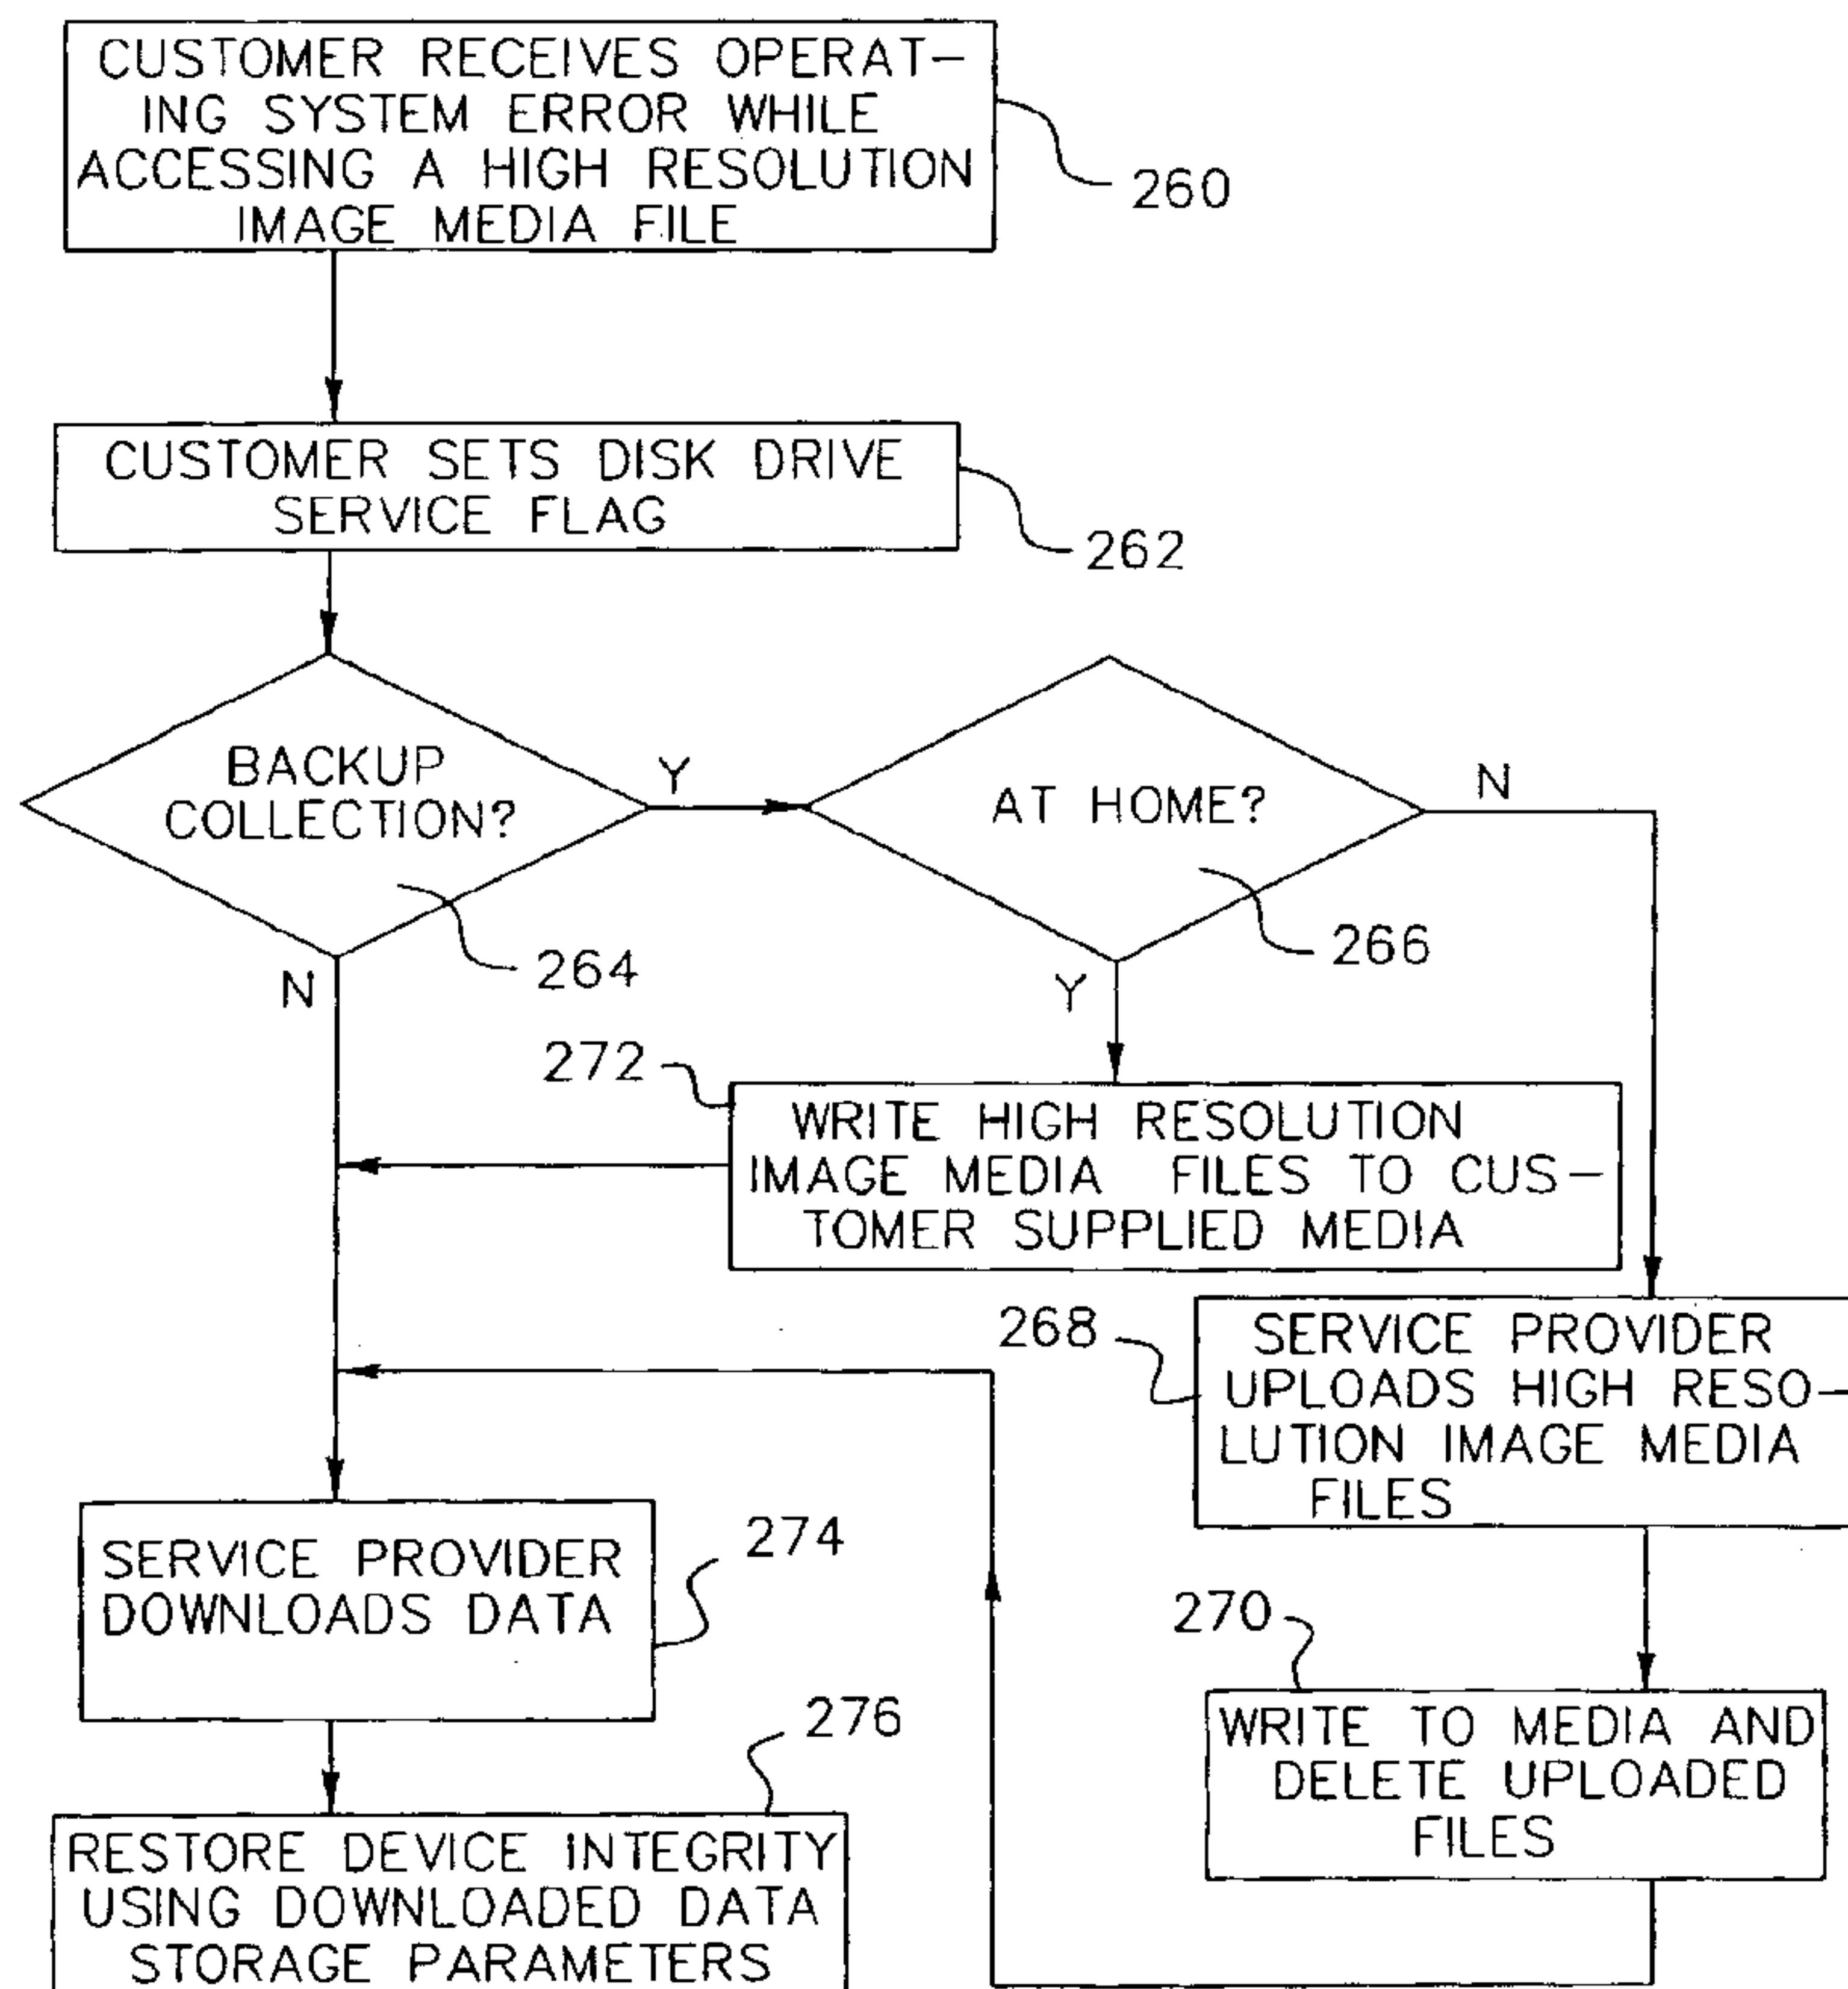 CUSTOMER RECEIVES OPERAT-
ING SYSTEM ERROR WHILE
ACCESSING A HIGH RESOLUTION
IMAGE MEDIA FILE
260
CUSTOMER SETS DISK DRIVE
SERVICE FLAG
262
BACKUP
COLLECTION?
Y
264
N
AT HOME?
N
266
Y
272
WRITE HIGH RESOLUTION
IMAGE MEDIA FILES TO CUS-
TOMER SUPPLIED MEDIA
268
SERVICE PROVIDER
UPLOADS HIGH RESO-
LUTION IMAGE MEDIA
FILES
SERVICE PROVIDER
DOWNLOADS DATA
274
270
WRITE TO MEDIA AND
DELETE UPLOADED
FILES
276
RESTORE DEVICE INTEGRITY
USING DOWNLOADED DATA
STORAGE PARAMETERS